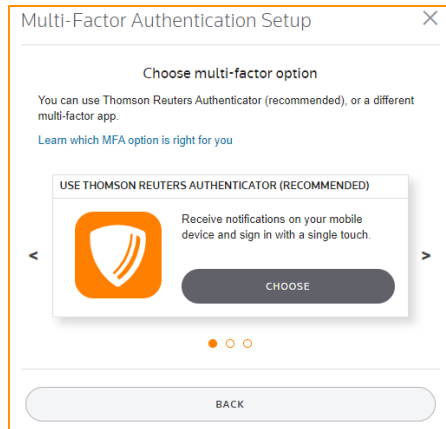 Multi-Factor Authentication Setup
Choose multi-factor option
You can use Thomson Reuters Authenticator (recommended), or a different
multi-factor app.
Learn which MFA option is right for you
USE THOMSON REUTERS AUTHENTICATOR (RECOMMENDED)
Receive notifications on your mobile
device and sign in with a single touch.
< >
CHOOSE
BACK